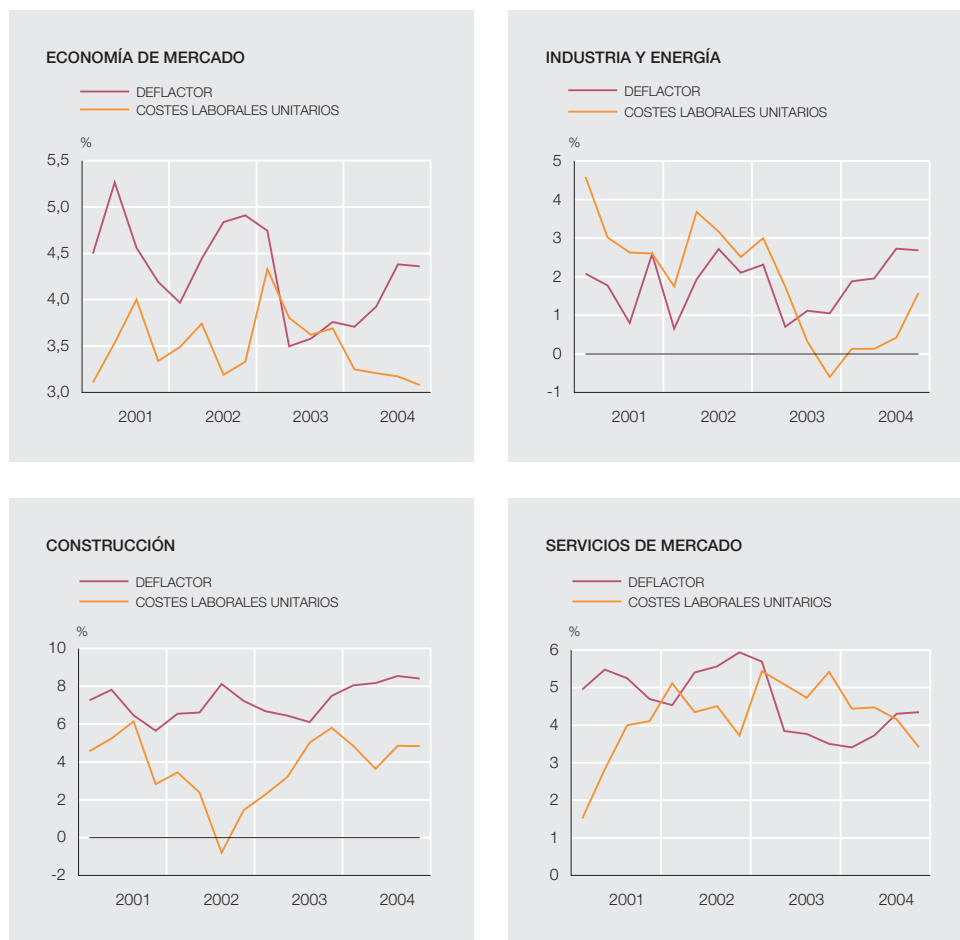 ECONOMÍA DE MERCADO
DEFLACTOR
COSTES LABORALES UNITARIOS
%
5,5
5,0
4,5
4,0
3,5
3,0
2001 2002 2003 2004
INDUSTRIA Y ENERGÍA
DEFLACTOR
COSTES LABORALES UNITARIOS
%
5
4
3
2
1
0
-1
2001 2002 2003 2004
CONSTRUCCIÓN
DEFLACTOR
COSTES LABORALES UNITARIOS
%
10
8
6
4
2
0
-2
2001 2002 2003 2004
SERVICIOS DE MERCADO
DEFLACTOR
COSTES LABORALES UNITARIOS
%
6
5
4
3
2
1
0
2001 2002 2003 2004